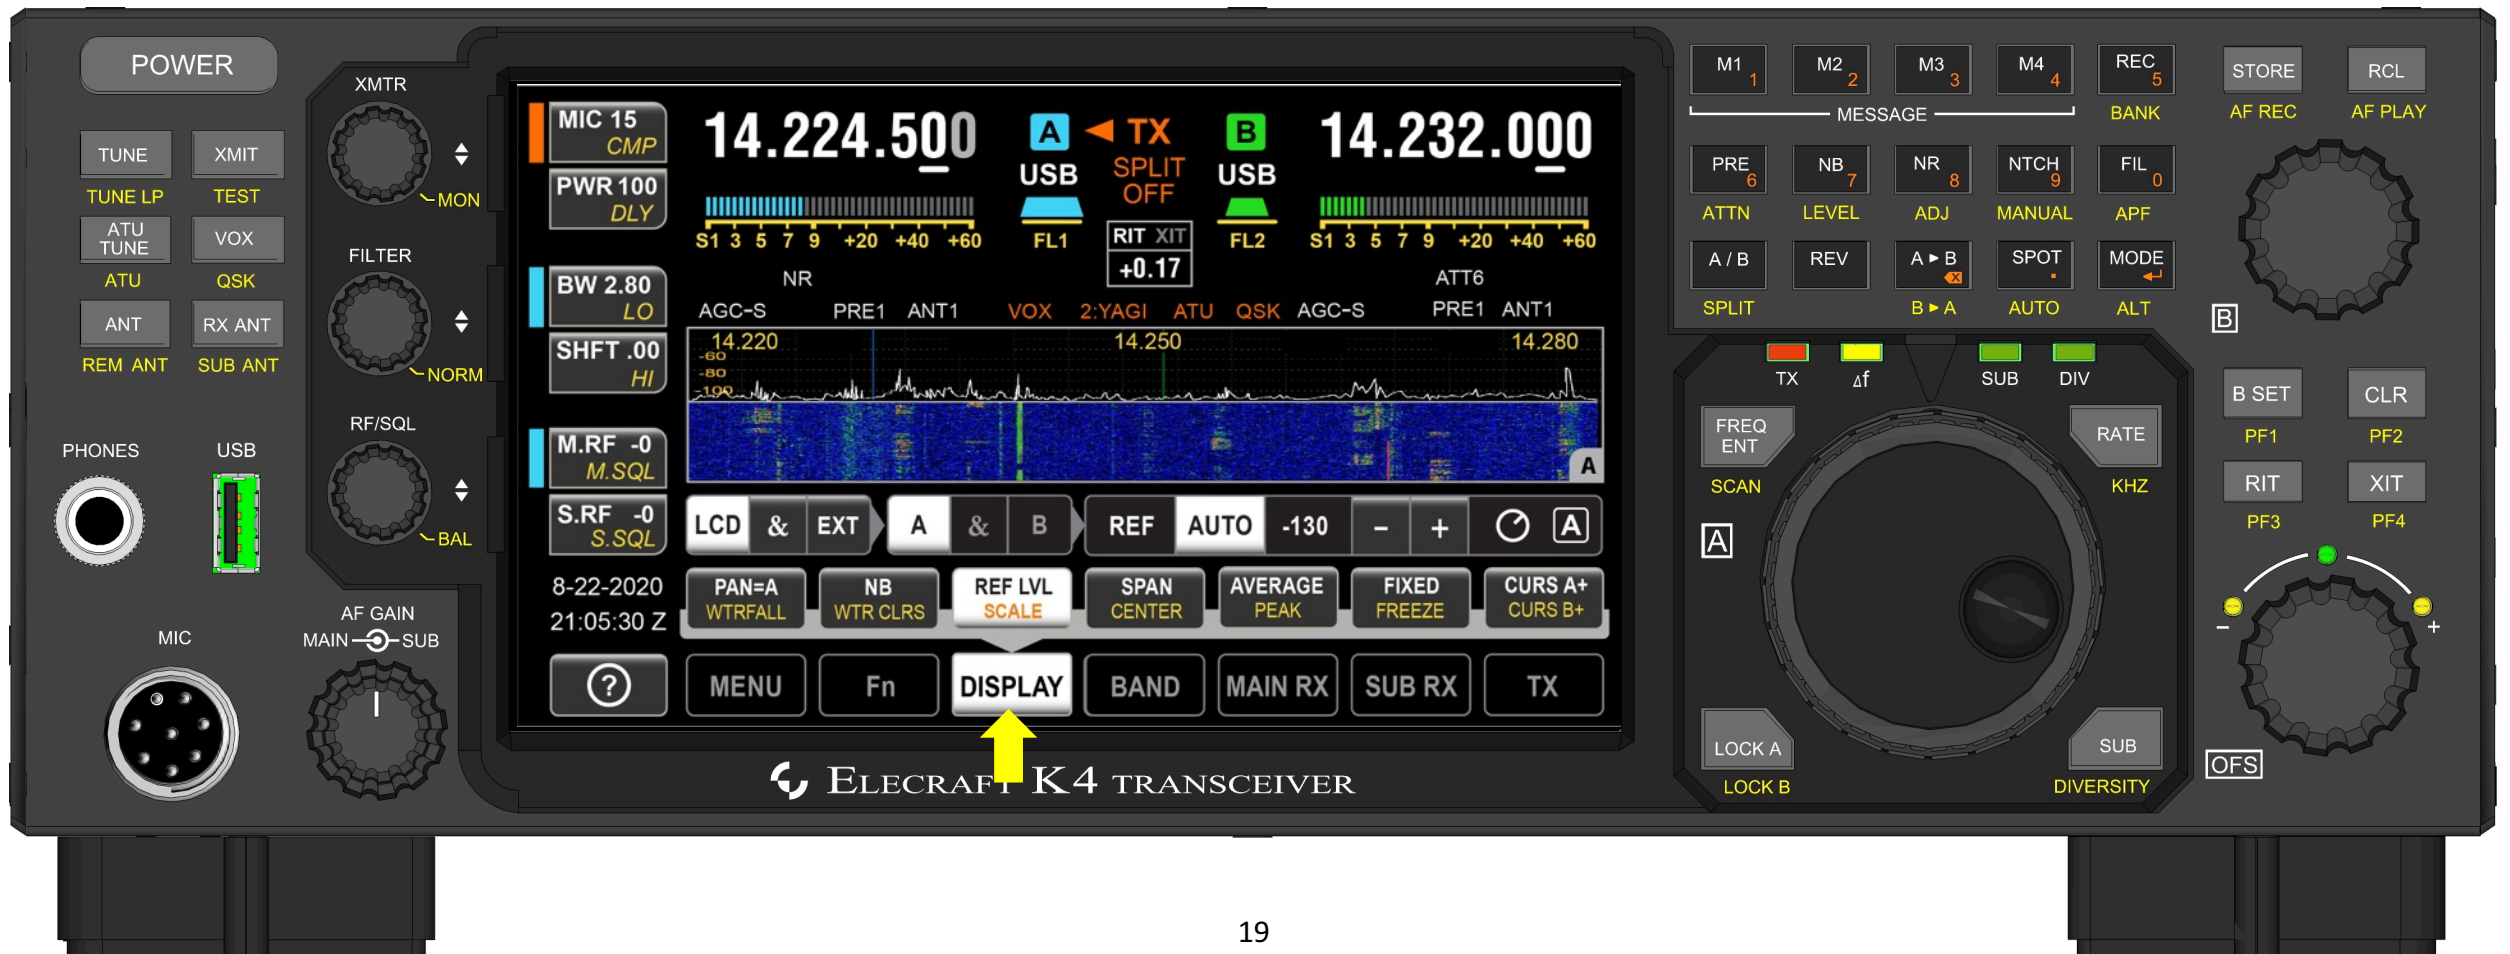 POWER
TUNE
XMIT
TUNE LP
TEST
ATU TUNE
VOX
ATU
QSK
ANT
RX ANT
REM ANT
SUB ANT
PHONES
USB
MIC
XMTR
MON
FILTER
NORM
RF/SQL
BAL
AF GAIN
MAIN
SUB
MIC 15
CMP
PWR 100
DLY
BW 2.80
LO
SHFT .00
HI
M.RF -0
M.SQL
S.RF -0
S.SQL
8-22-2020
21:05:30 Z
?
14.224.500
A
TX
B
14.232.000
USB
SPLIT
OFF
USB
S1 3 5 7 9 +20 +40 +60
FL1
RIT XIT
+0.17
FL2
S1 3 5 7 9 +20 +40 +60
NR
ATT6
AGC-S PRE1 ANT1 VOX 2:YAGI ATU QSK AGC-S PRE1 ANT1
14.220 14.250 14.280
-60
-80
-100
A
LCD & EXT A & B REF AUTO -130 - + A
PAN=A
WTRFALL
NB
WTR CLRS
REF LVL
SCALE
SPAN
CENTER
AVERAGE
PEAK
FIXED
FREEZE
CURS A+
CURS B+
MENU Fn DISPLAY BAND MAIN RX SUB RX TX
ELECRAFT K4 TRANSCEIVER
M1 1
M2 2
M3 3
M4 4
REC 5
STORE
RCL
MESSAGE
BANK
AF REC
AF PLAY
PRE 6
NB 7
NR 8
NTCH 9
FIL 0
ATTN
LEVEL
ADJ
MANUAL
APF
A / B
REV
A ▸ B
SPOT .
MODE
SPLIT
B ▸ A
AUTO
ALT
B
TX
Δf
SUB
DIV
FREQ ENT
RATE
SCAN
KHZ
A
LOCK A
SUB
LOCK B
DIVERSITY
B SET
CLR
PF1
PF2
RIT
XIT
PF3
PF4
- +
OFS
19